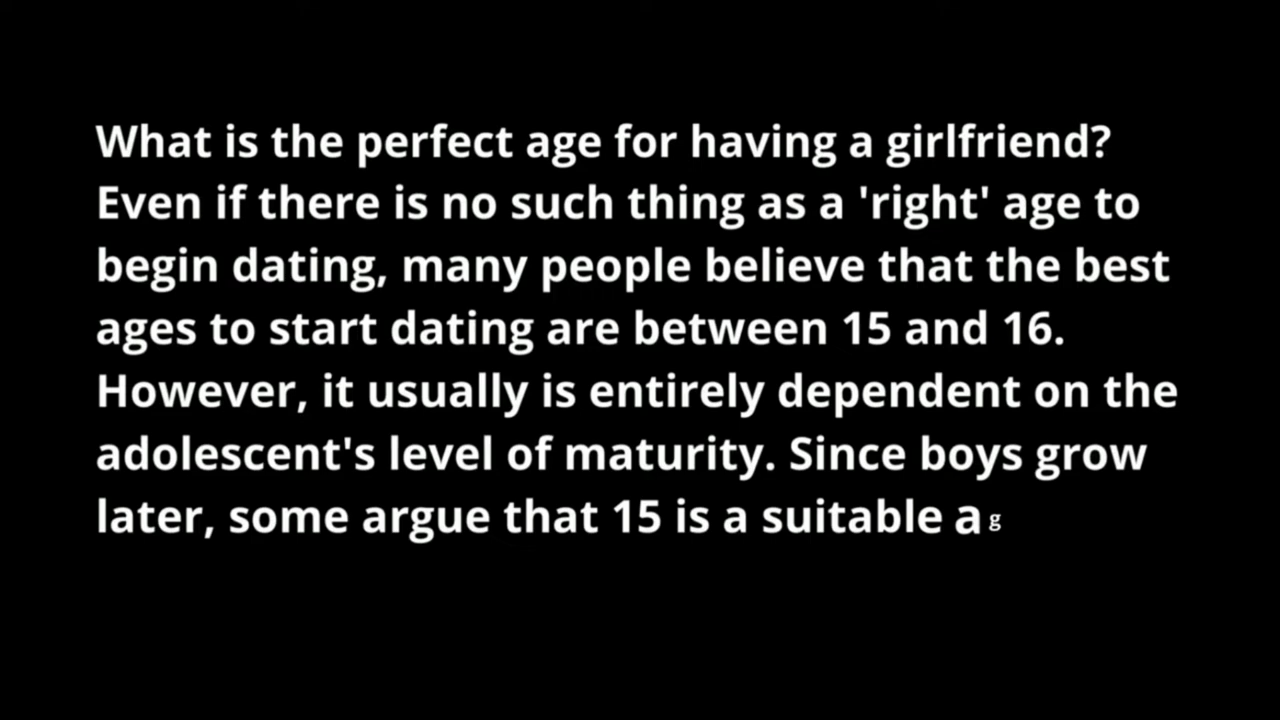 What is the perfect age for having a girlfriend?
Even if there is no such thing as a 'right' age to
begin dating, many people believe that the best
ages to start dating are between 15 and 16.
However, it usually is entirely dependent on the
adolescent's level of maturity. Since boys grow
later, some argue that 15 is a suitable ag